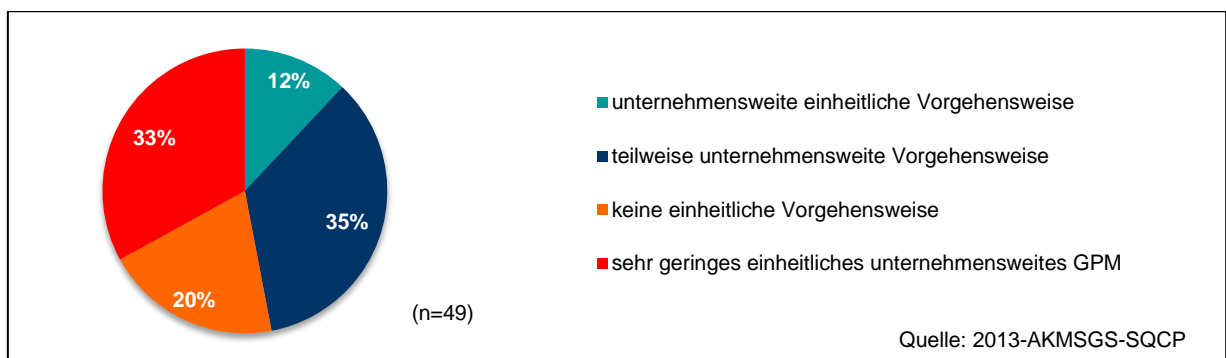 12%
33%
35%
20%
unternehmensweite einheitliche Vorgehensweise
teilweise unternehmensweite Vorgehensweise
keine einheitliche Vorgehensweise
sehr geringes einheitliches unternehmensweites GPM
(n=49)
Quelle: 2013-AKMSGS-SQCP